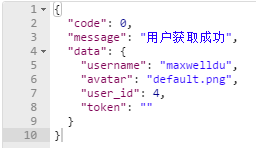 1 {
2 "code": 0,
3 "message": "用户获取成功",
4 "data": {
5 "username": "maxwelldu",
6 "avatar": "default.png",
7 "user_id": 4,
8 "token": ""
9 }
10 }